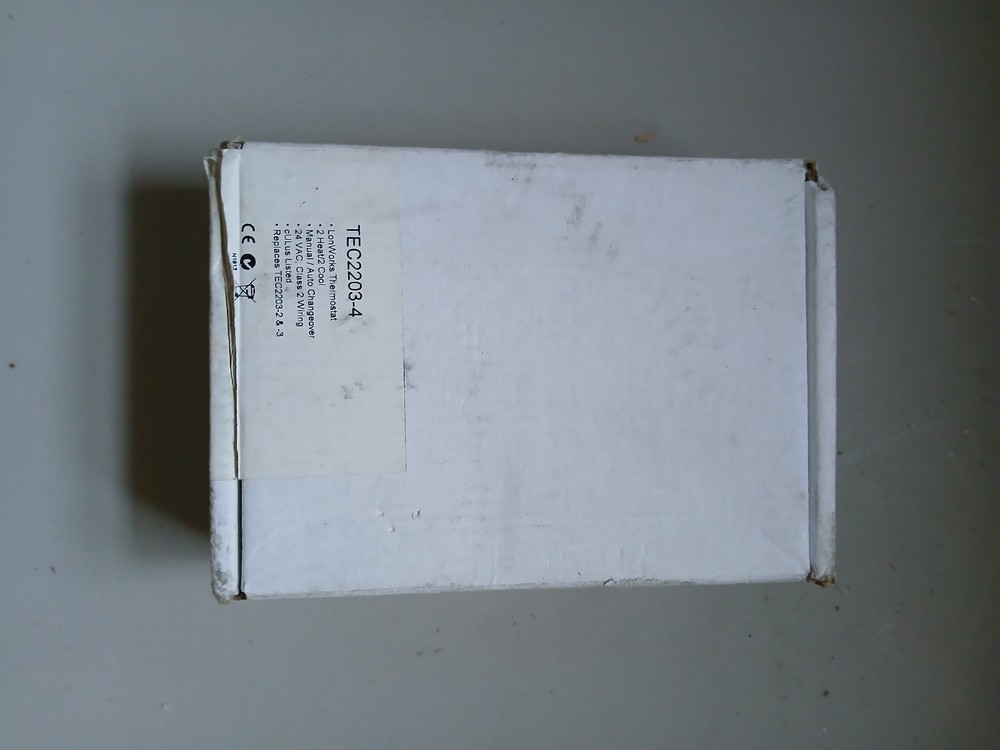 TEC2203-4
• LonWorks Thermostat
• 2 Heat/2 Cool
• Manual / Auto Changeover
• 24 VAC, Class 2 Wiring
• cULus Listed
• Replaces TEC2203-2 & -3
CE
N1813